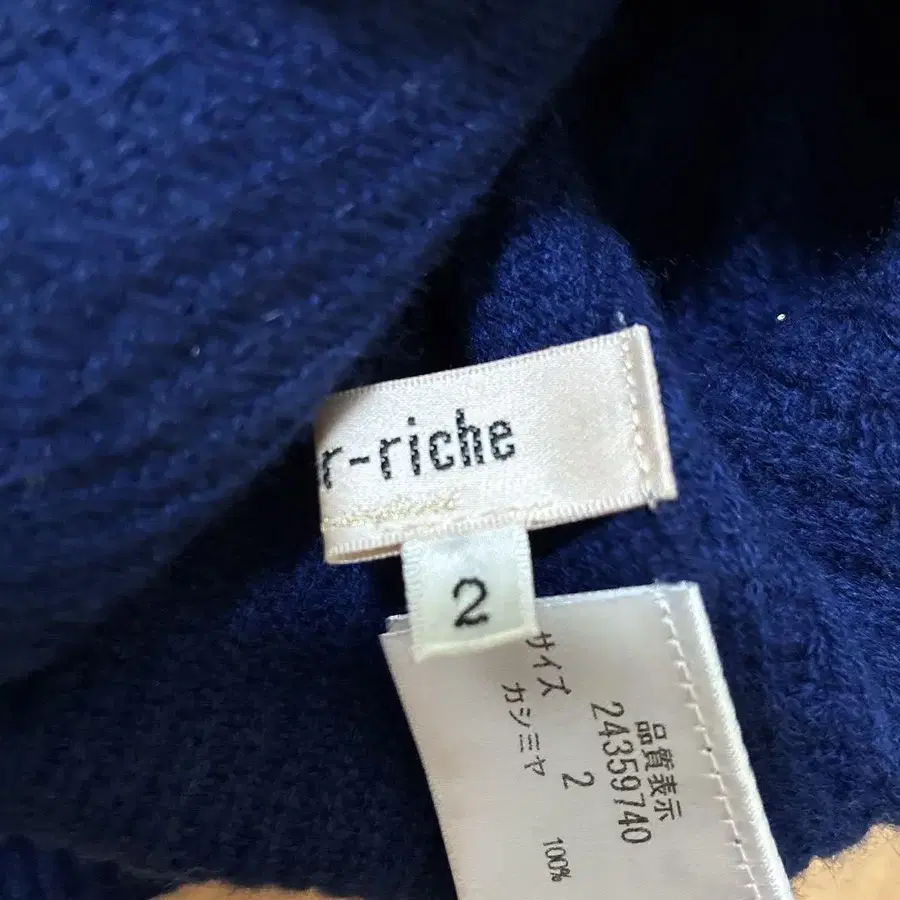 r-riche
2
品質表示
24359740
サイズ 2
カシミヤ 100%